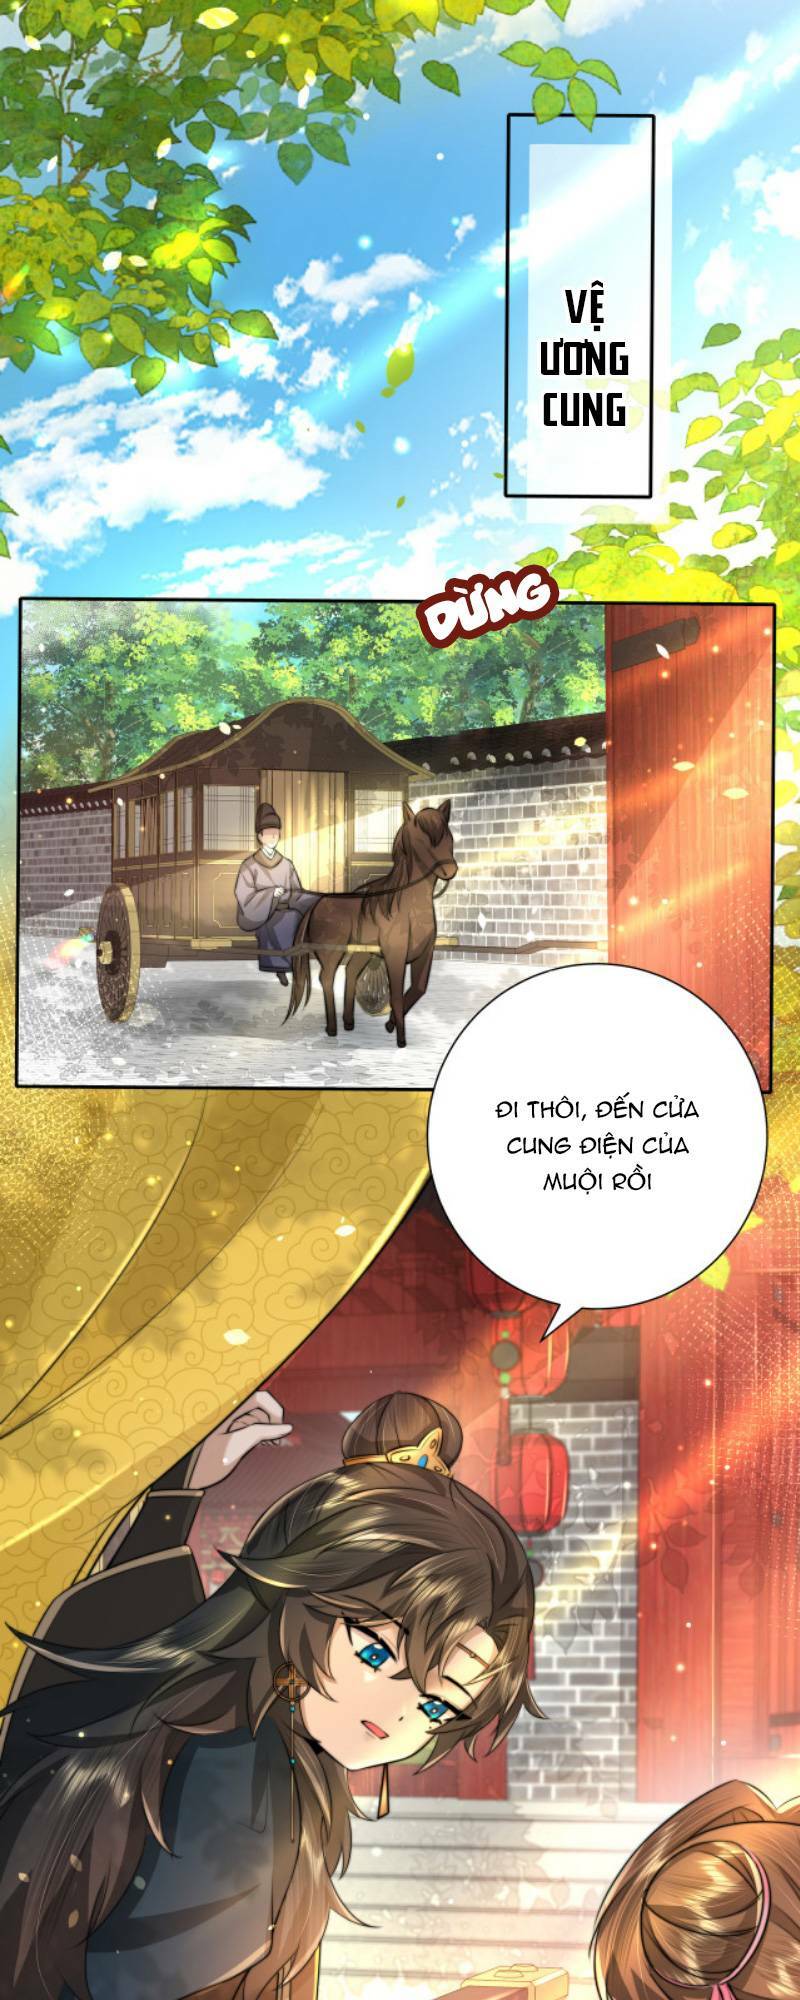 VỆ
ƯƠNG
CUNG
DỪNG
ĐI THÔI, ĐẾN CỬA
CUNG ĐIỆN CỦA
MUỘI RỒI